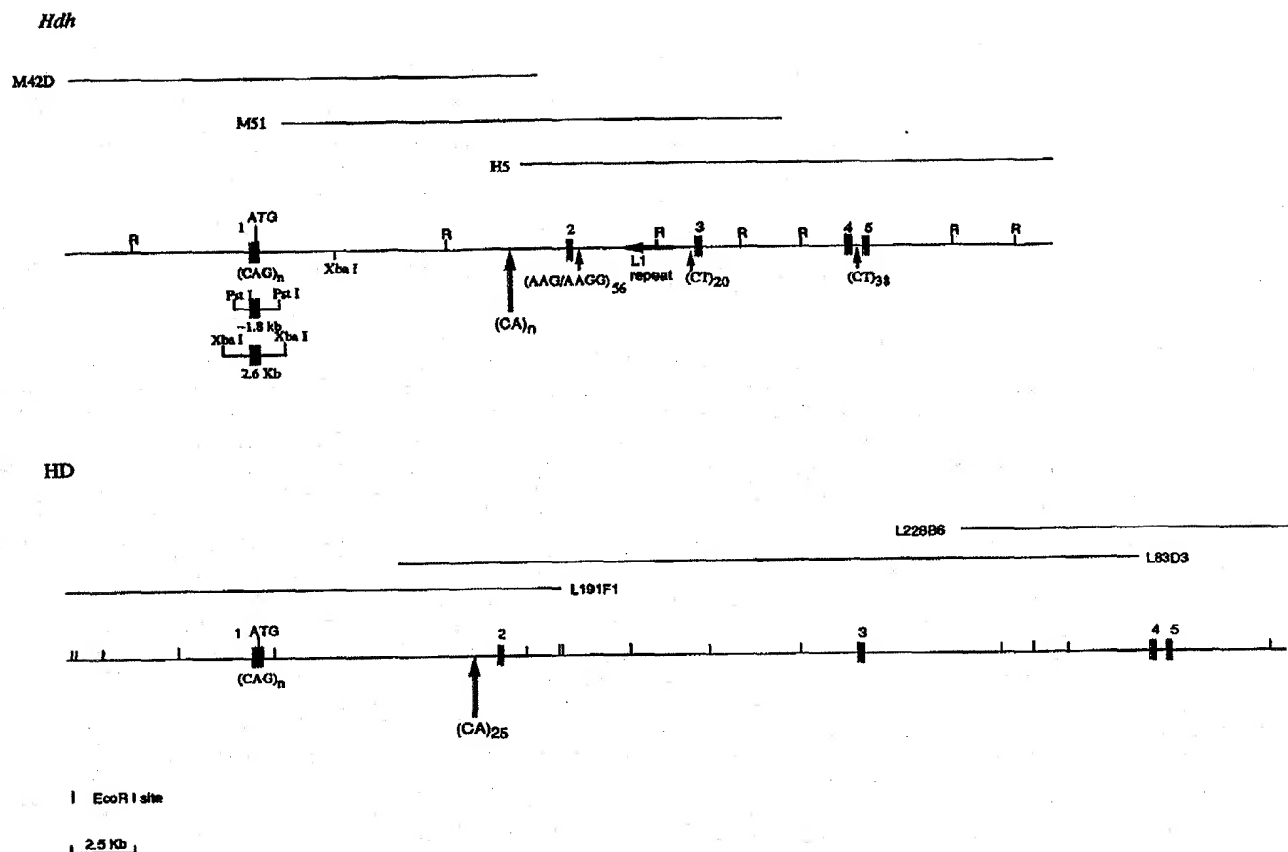 Hdh
M42D
M51
H5
1 ATG
R
R
2
R
3
R
R
4 5
R
R
(CAG)n
Xba I
(AAG/AAGG)56
L1
repeat
(CT)20
(CT)38
Pst I
Pst I
~1.8 kb
(CA)n
Xba I
Xba I
2.6 Kb
HD
L228B6
L83D3
L191F1
1 ATG
2
3
4 5
(CAG)n
(CA)25
EcoR I site
2.5 Kb